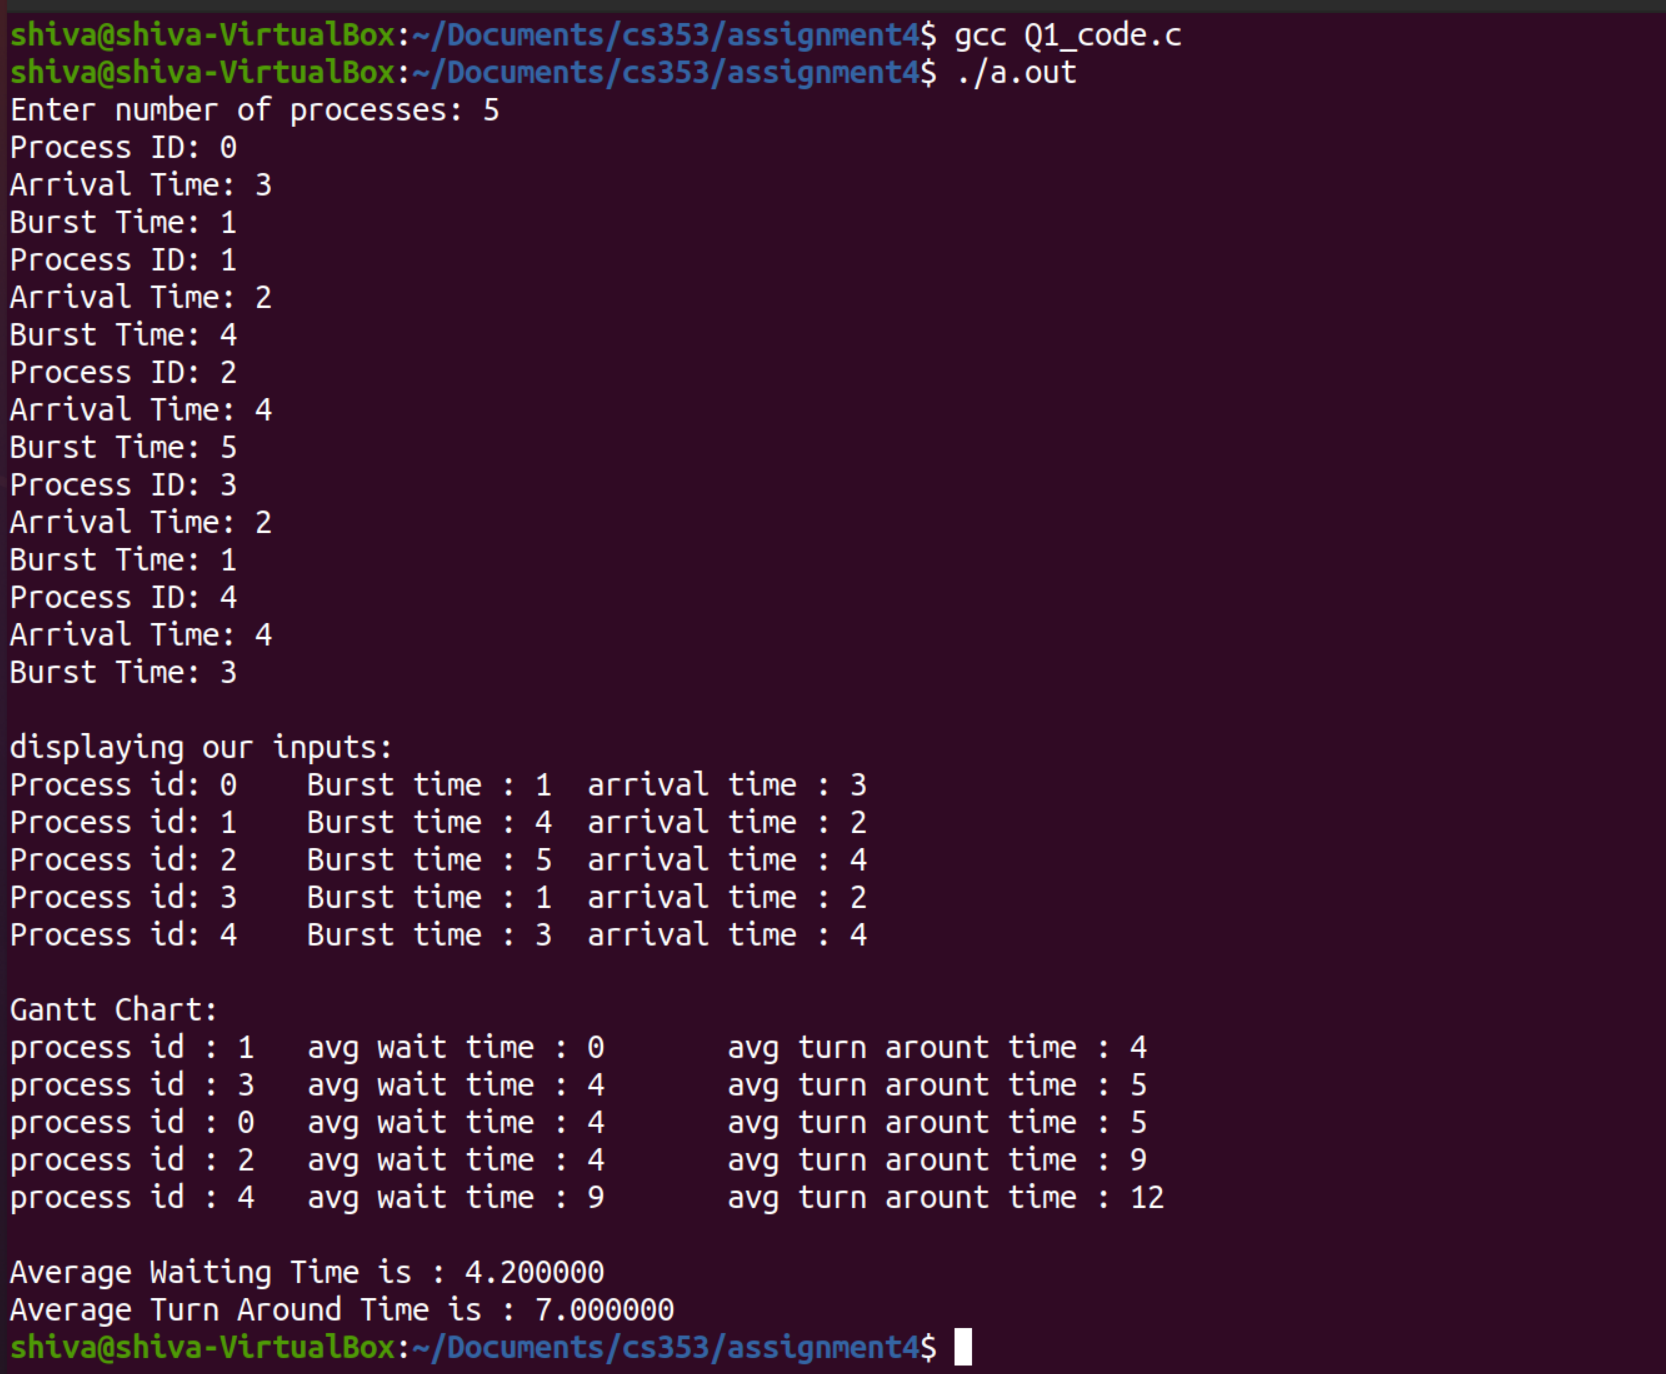 shiva@shiva-VirtualBox:~/Documents/cs353/assignment4$ gcc Q1_code.c
shiva@shiva-VirtualBox:~/Documents/cs353/assignment4$ ./a.out
Enter number of processes: 5
Process ID: 0
Arrival Time: 3
Burst Time: 1
Process ID: 1
Arrival Time: 2
Burst Time: 4
Process ID: 2
Arrival Time: 4
Burst Time: 5
Process ID: 3
Arrival Time: 2
Burst Time: 1
Process ID: 4
Arrival Time: 4
Burst Time: 3

displaying our inputs:
Process id: 0    Burst time : 1  arrival time : 3
Process id: 1    Burst time : 4  arrival time : 2
Process id: 2    Burst time : 5  arrival time : 4
Process id: 3    Burst time : 1  arrival time : 2
Process id: 4    Burst time : 3  arrival time : 4

Gantt Chart:
process id : 1   avg wait time : 0       avg turn arount time : 4
process id : 3   avg wait time : 4       avg turn arount time : 5
process id : 0   avg wait time : 4       avg turn arount time : 5
process id : 2   avg wait time : 4       avg turn arount time : 9
process id : 4   avg wait time : 9       avg turn arount time : 12

Average Waiting Time is : 4.200000
Average Turn Around Time is : 7.000000
shiva@shiva-VirtualBox:~/Documents/cs353/assignment4$